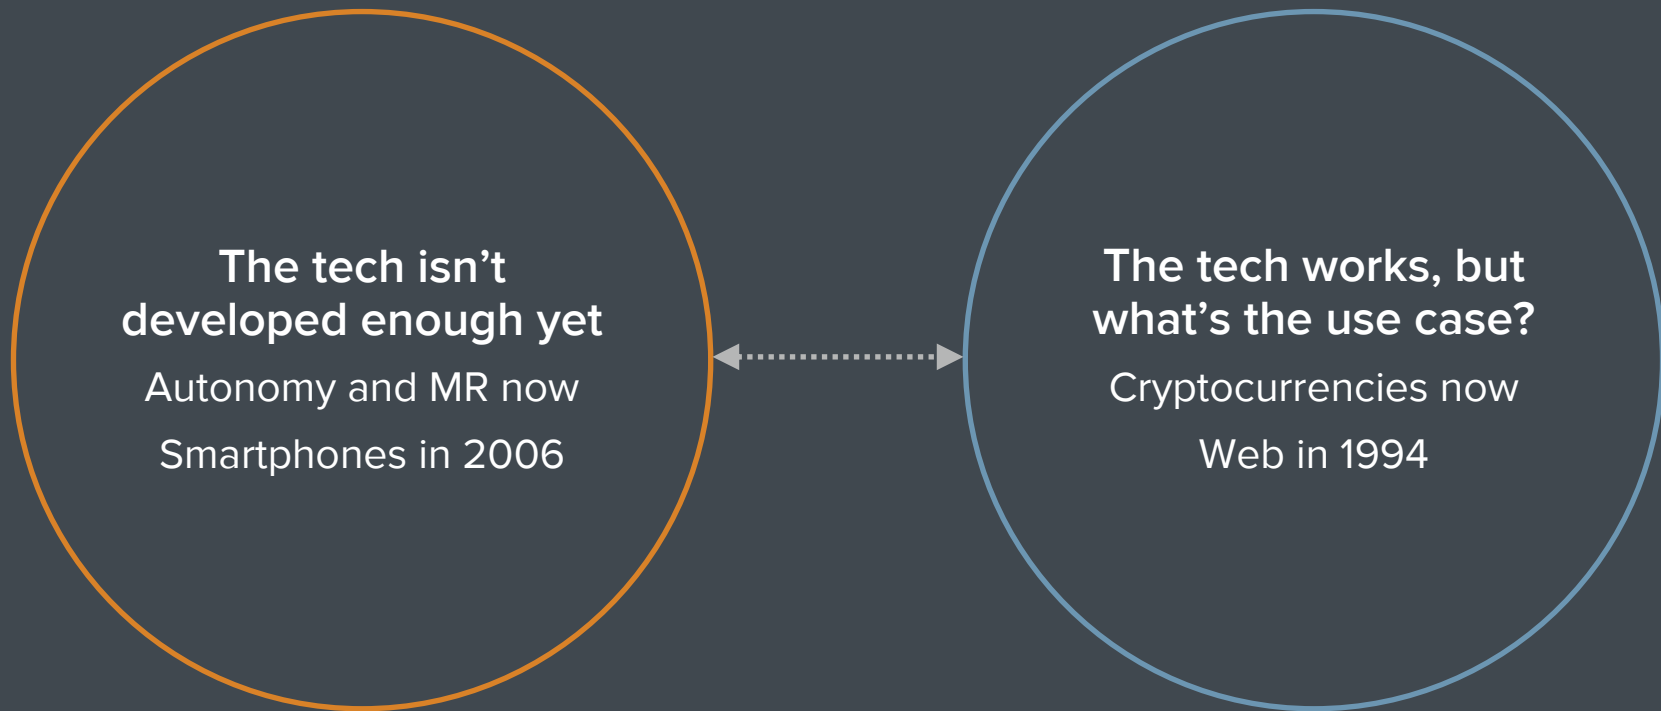 The tech isn’t
developed enough yet
Autonomy and MR now
Smartphones in 2006
The tech works, but
what’s the use case?
Cryptocurrencies now
Web in 1994